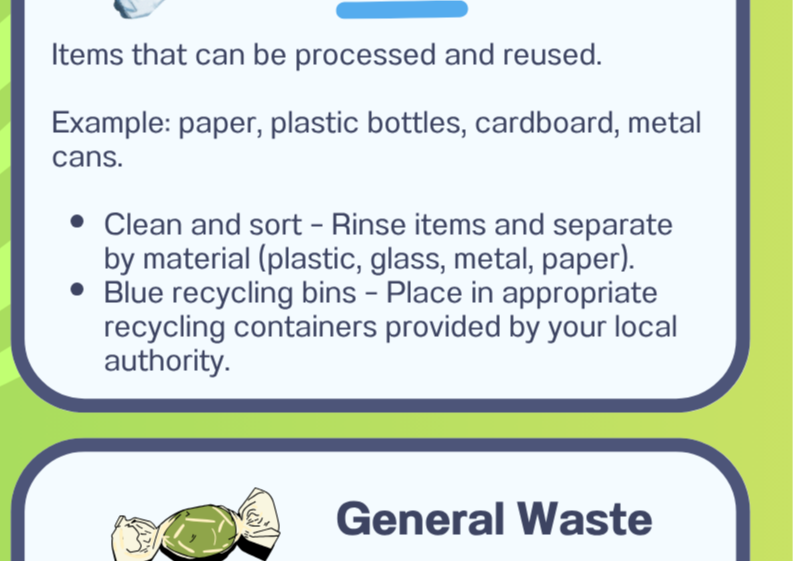 Items that can be processed and reused.
Example: paper, plastic bottles, cardboard, metal
cans.
• Clean and sort – Rinse items and separate
by material (plastic, glass, metal, paper).
• Blue recycling bins – Place in appropriate
recycling containers provided by your local
authority.
General Waste